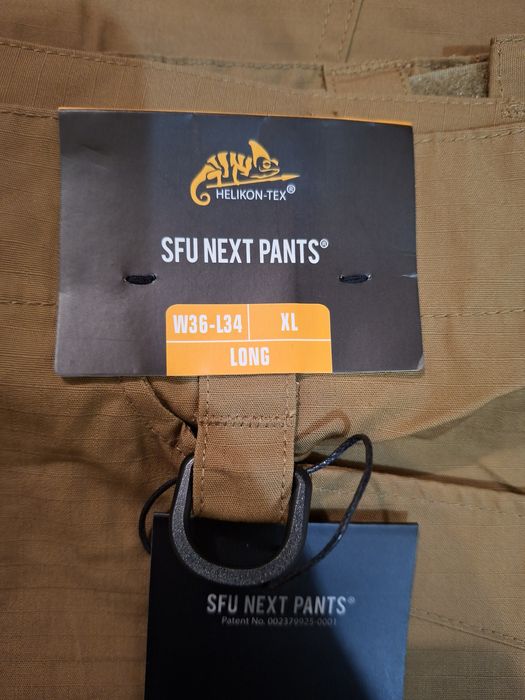 HELIKON-TEX®
SFU NEXT PANTS®
W36-L34 XL
LONG
SFU NEXT PANTS®
Patent No. 002379925-0001